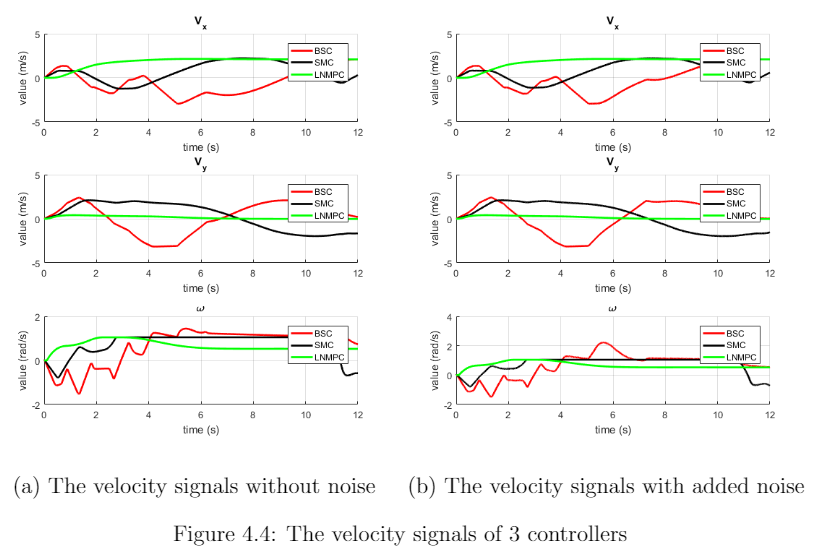 Vx
5
0
-5
value (m/s)
0 2 4 6 8 10 12
time (s)
BSC
SMC
LNMPC
Vy
5
0
-5
value (m/s)
0 2 4 6 8 10 12
time (s)
BSC
SMC
LNMPC
ω
2
0
-2
value (rad/s)
0 2 4 6 8 10 12
time (s)
BSC
SMC
LNMPC
(a) The velocity signals without noise
Vx
5
0
-5
value (m/s)
0 2 4 6 8 10 12
time (s)
BSC
SMC
LNMPC
Vy
5
0
-5
value (m/s)
0 2 4 6 8 10 12
time (s)
BSC
SMC
LNMPC
ω
4
2
0
-2
value (rad/s)
0 2 4 6 8 10 12
time (s)
BSC
SMC
LNMPC
(b) The velocity signals with added noise
Figure 4.4: The velocity signals of 3 controllers